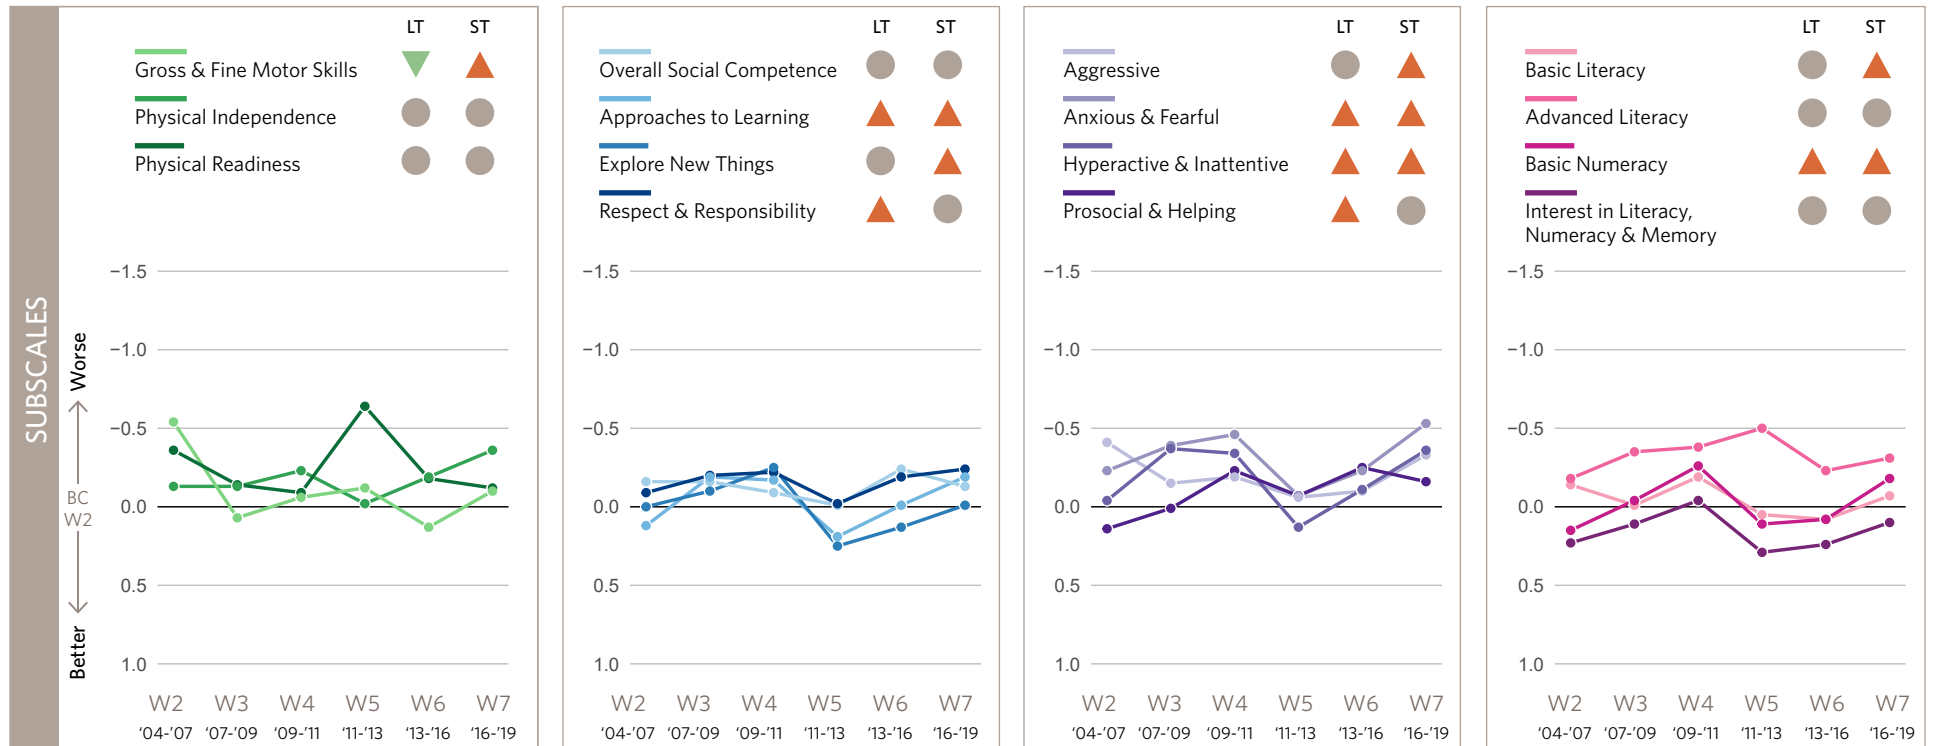 SUBSCALES
Worse
BC
W2
Better
LT ST
Gross & Fine Motor Skills
Physical Independence
Physical Readiness
−1.5
−1.0
−0.5
0.0
0.5
1.0
W2 W3 W4 W5 W6 W7
‘04-’07 ‘07-’09 ‘09-’11 ‘11-’13 ‘13-’16 ‘16-’19
LT ST
Overall Social Competence
Approaches to Learning
Explore New Things
Respect & Responsibility
−1.5
−1.0
−0.5
0.0
0.5
1.0
W2 W3 W4 W5 W6 W7
‘04-’07 ‘07-’09 ‘09-’11 ‘11-’13 ‘13-’16 ‘16-’19
LT ST
Aggressive
Anxious & Fearful
Hyperactive & Inattentive
Prosocial & Helping
−1.5
−1.0
−0.5
0.0
0.5
1.0
W2 W3 W4 W5 W6 W7
‘04-’07 ‘07-’09 ‘09-’11 ‘11-’13 ‘13-’16 ‘16-’19
LT ST
Basic Literacy
Advanced Literacy
Basic Numeracy
Interest in Literacy,
Numeracy & Memory
−1.5
−1.0
−0.5
0.0
0.5
1.0
W2 W3 W4 W5 W6 W7
‘04-’07 ‘07-’09 ‘09-’11 ‘11-’13 ‘13-’16 ‘16-’19